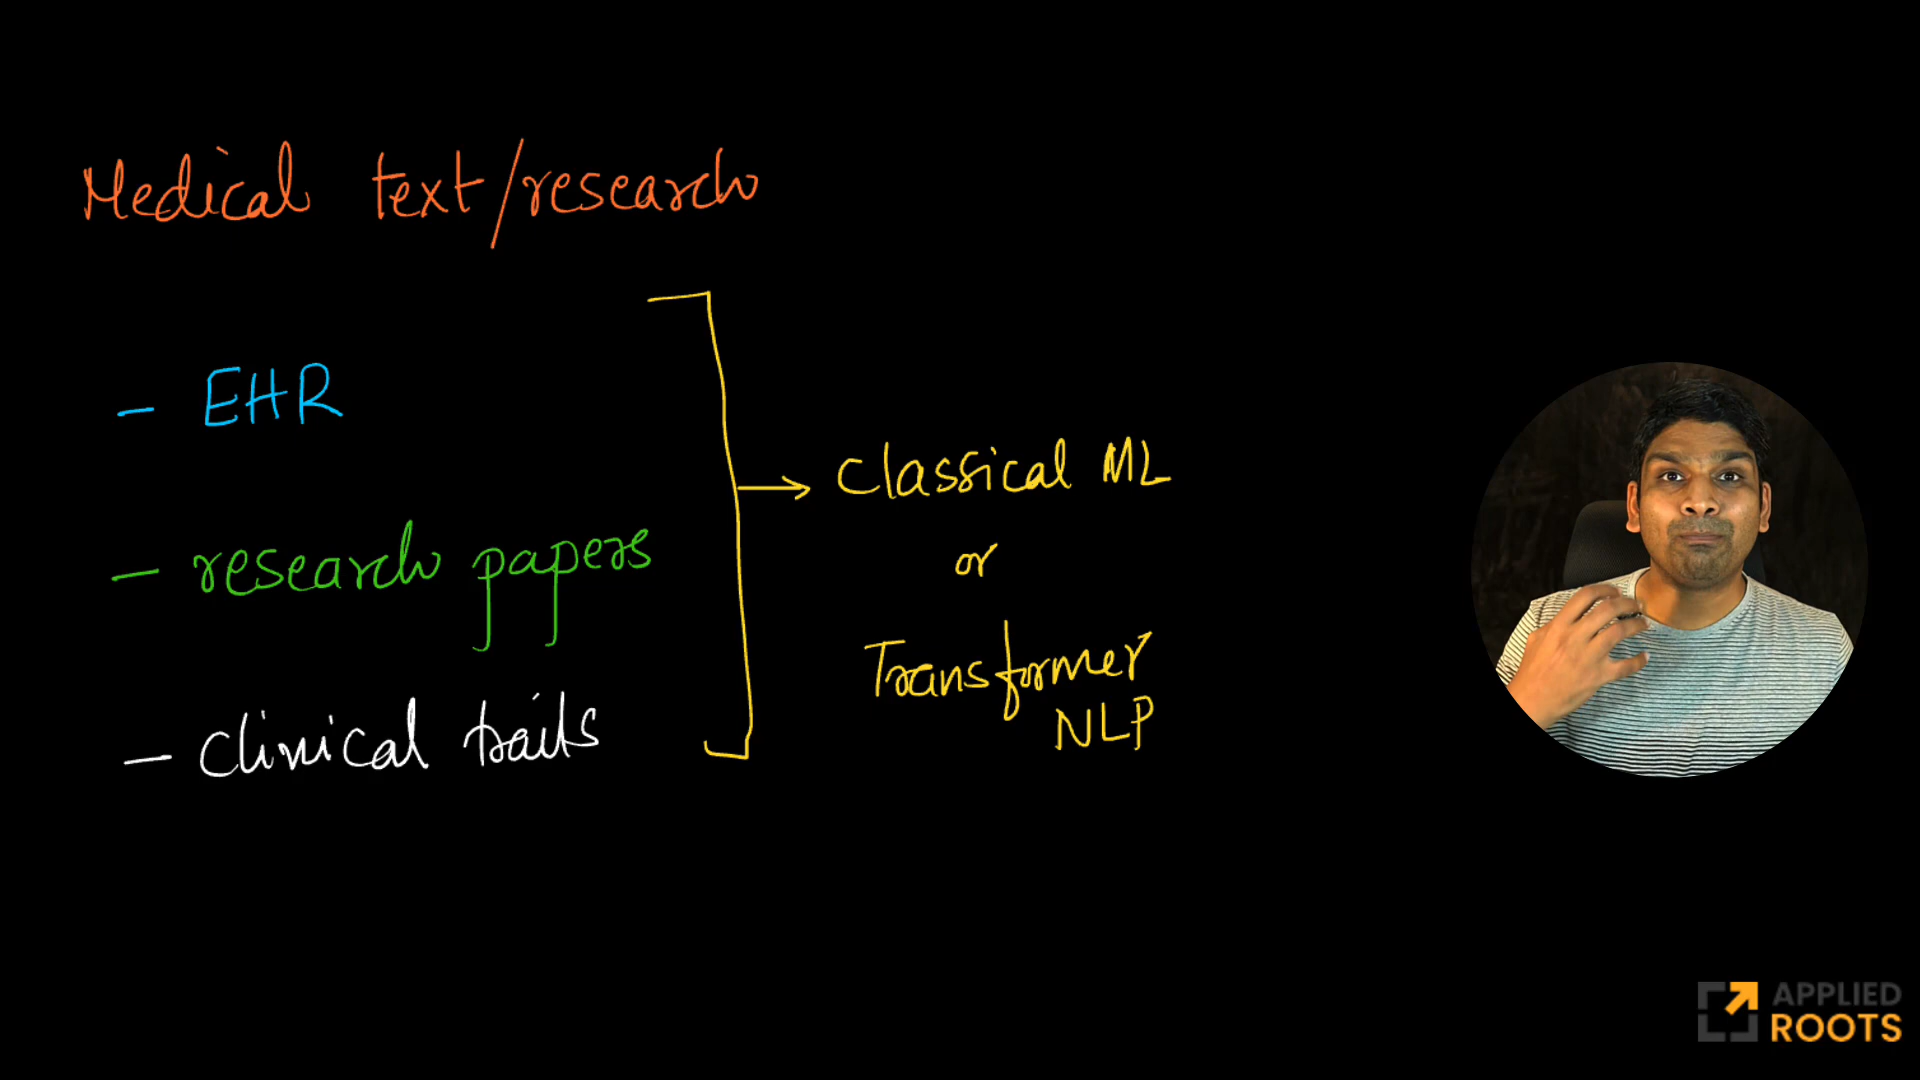 Medical text/research
- EHR
- research papers
- Clinical trails
Classical ML
or
Transformer
NLP
APPLIED
ROOTS